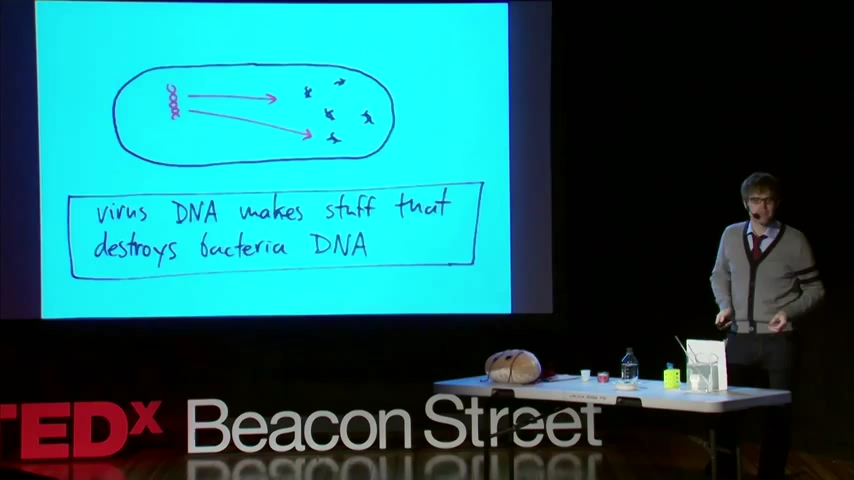 virus DNA makes stuff that
destroys bacteria DNA
TEDx Beacon Street